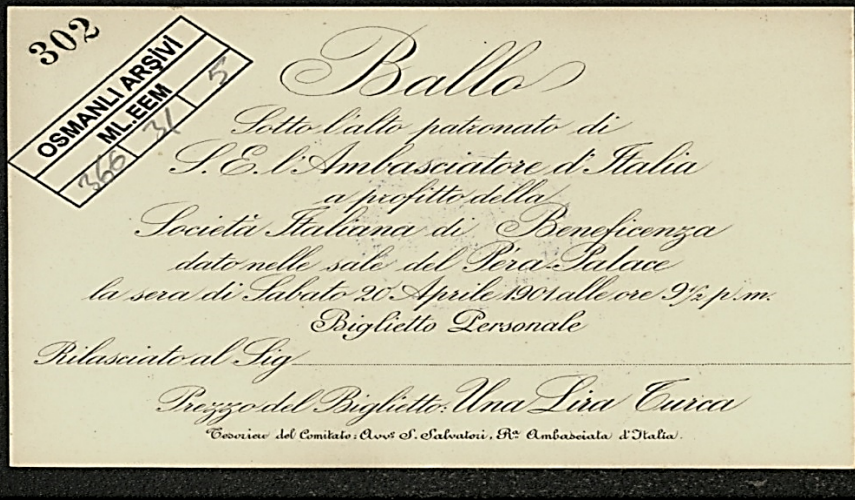 302
OSMANLI ARŞİVİ
ML.EEM
366 31 5
Ballo
Sotto l'alto patronato di
S. E. l'Ambasciatore d'Italia
a profitto della
Società Italiana di Beneficenza
dato nelle sale del Péra-Palace
la sera di Sabato 20 Aprile 1901 alle ore 9½ p.m.
Biglietto Personale
Rilasciato al Sig
Prezzo del Biglietto: Una Lira Turca
Tesoriere del Comitato: Avv. S. Salvatori, Rª Ambasciata d'Italia.